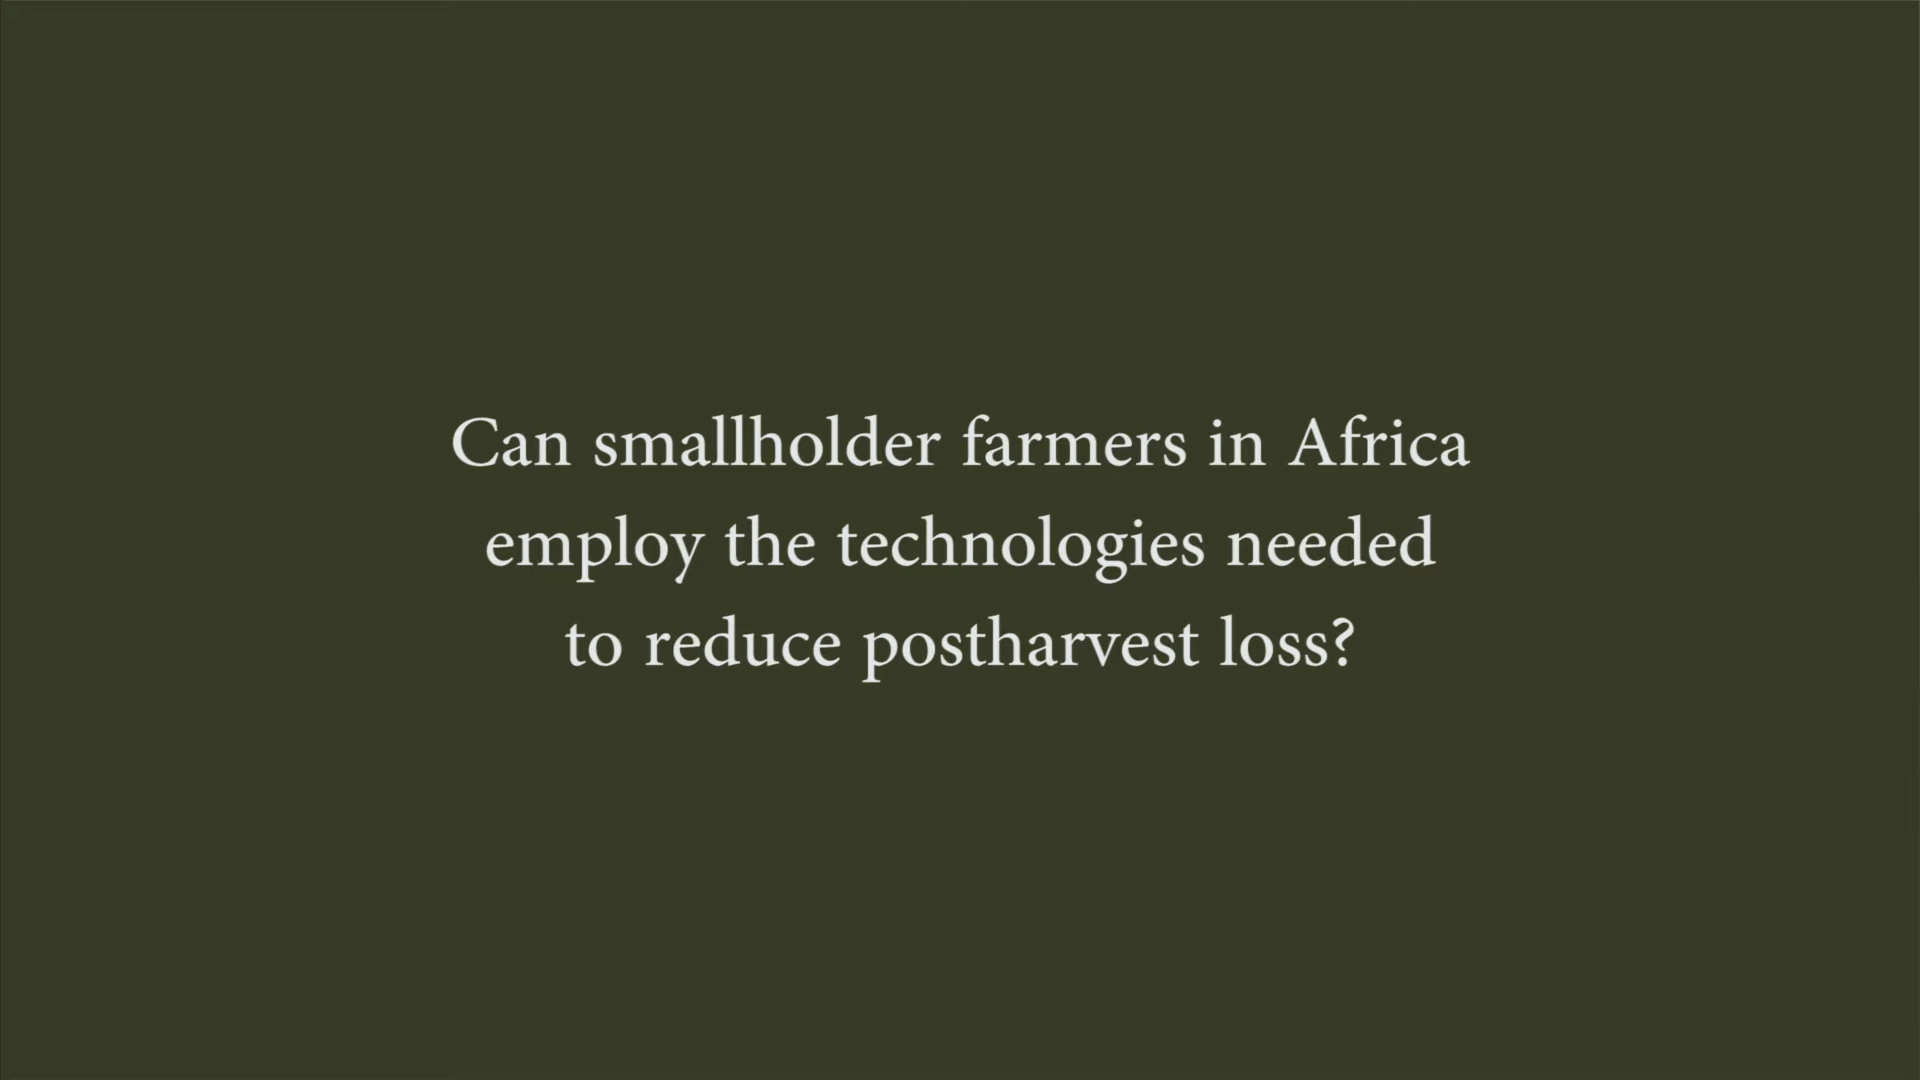 Can smallholder farmers in Africa
employ the technologies needed
to reduce postharvest loss?